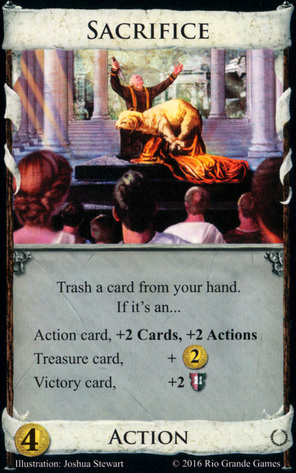 SACRIFICE
Trash a card from your hand.
If it's an...
Action card, +2 Cards, +2 Actions
Treasure card, + 2
Victory card, +2
4 ACTION
Illustration: Joshua Stewart © 2016 Rio Grande Games